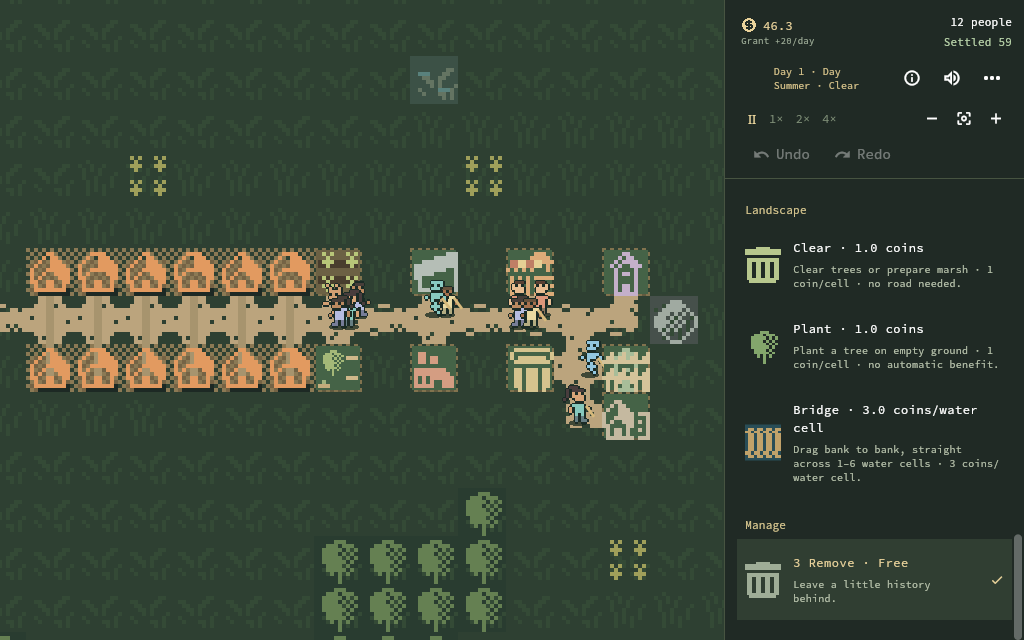 46.3
12 people
Grant +20/day
Settled 59
Day 1 · Day
Summer · Clear
II 1× 2× 4×
Undo Redo
Landscape
Clear · 1.0 coins
Clear trees or prepare marsh · 1
coin/cell · no road needed.
Plant · 1.0 coins
Plant a tree on empty ground · 1
coin/cell · no automatic benefit.
Bridge · 3.0 coins/water
cell
Drag bank to bank, straight
across 1–6 water cells · 3 coins/
water cell.
Manage
3 Remove · Free
Leave a little history
behind.